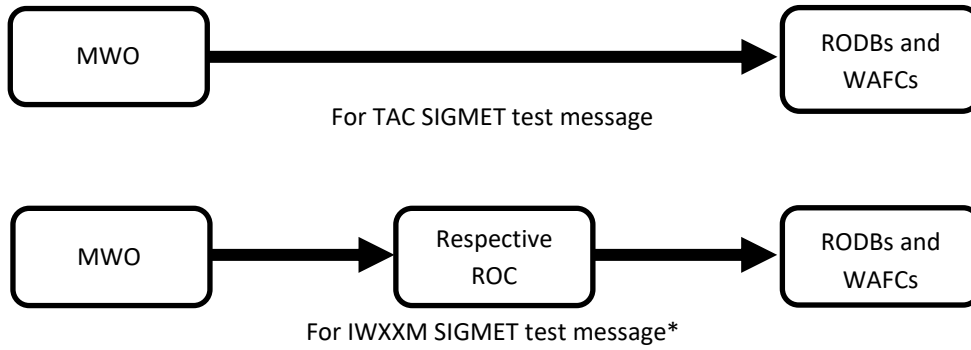 MWO
RODBs and
WAFCs
For TAC SIGMET test message
MWO
Respective
ROC
RODBs and
WAFCs
For IWXXM SIGMET test message*